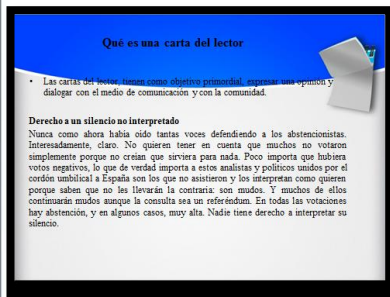 Qué es una carta del lector
• Las cartas del lector, tienen como objetivo primordial, expresar una opinión y
dialogar con el medio de comunicación y con la comunidad.
Derecho a un silencio no interpretado
Nunca como ahora había oido tantas voces defendiendo a los abstencionistas.
Interesadamente, claro. No quieren tener en cuenta que muchos no votaron
simplemente porque no creían que sirviera para nada. Poco importa que hubiera
votos negativos, lo que de verdad importa a estos analistas y políticos unidos por el
cordón umbilical a España son los que no asistieron y los interpretan como quieren
porque saben que no les llevarán la contraria: son mudos. Y muchos de ellos
continuarán mudos aunque la consulta sea un referéndum. En todas las votaciones
hay abstención, y en algunos casos, muy alta. Nadie tiene derecho a interpretar su
silencio.